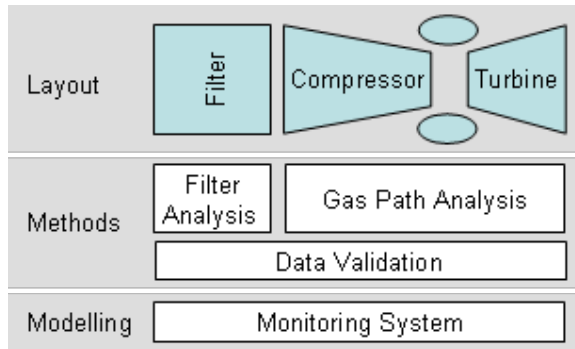 Layout
Filter
Compressor
Turbine
Methods
Filter
Analysis
Gas Path Analysis
Data Validation
Modelling
Monitoring System